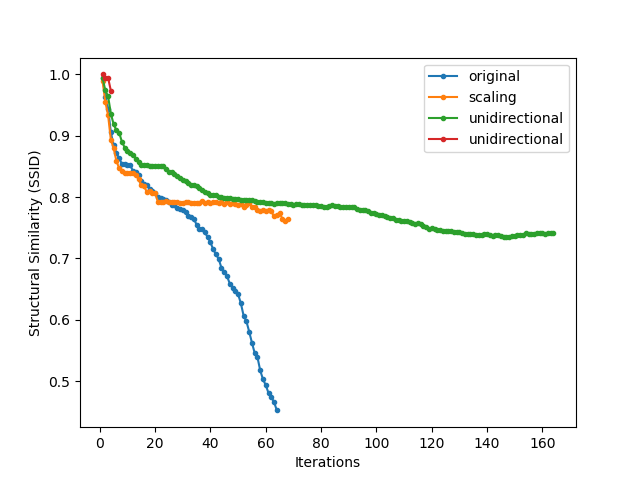 original
scaling
unidirectional
unidirectional
1.0
0.9
0.8
0.7
0.6
0.5
Structural Similarity (SSID)
0 20 40 60 80 100 120 140 160
Iterations